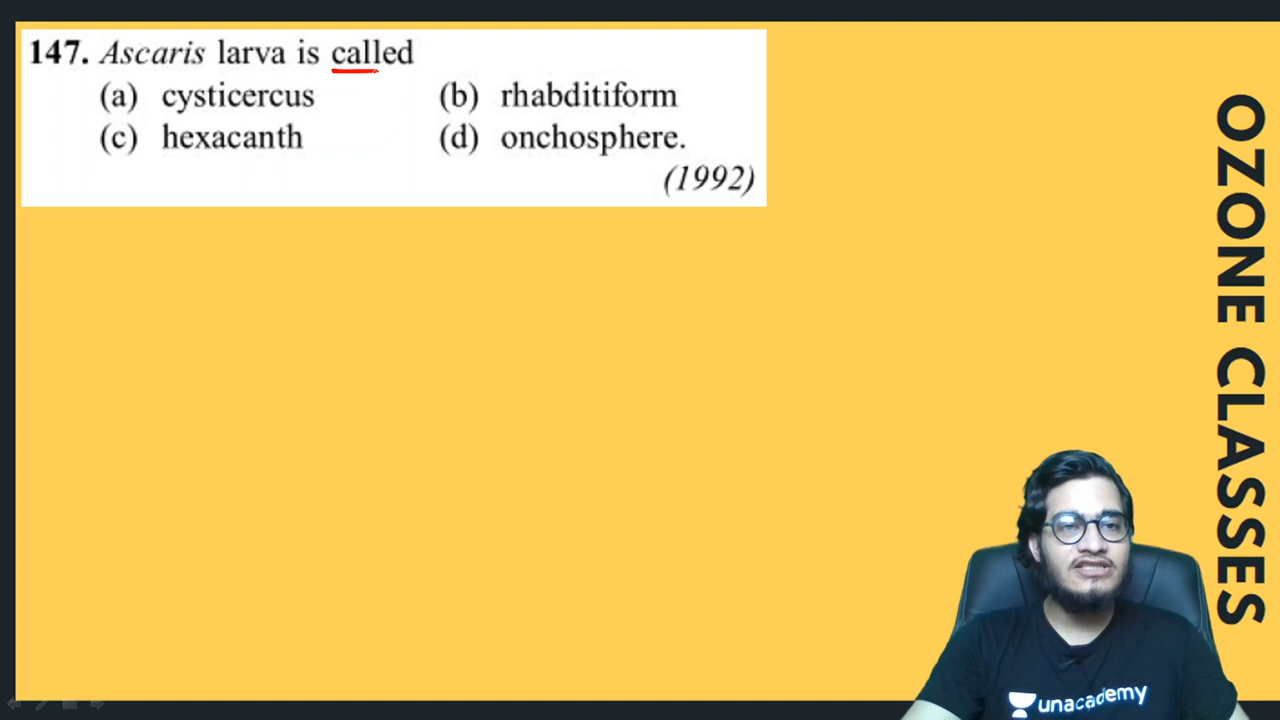 147. Ascaris larva is called
(a) cysticercus (b) rhabditiform
(c) hexacanth (d) onchosphere.
(1992)
OZONE CLASSES
unacademy